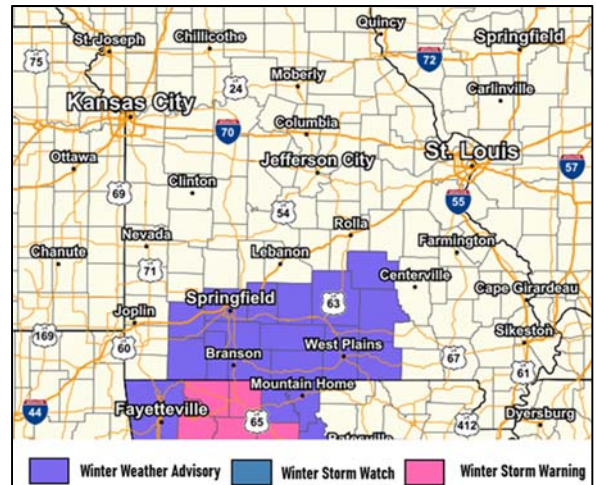 Quincy
Chillicothe
Springfield
St. Joseph
75
72
Moberly
24
Carlinville
Kansas City
Columbia
70
St. Louis
Ottawa
Jefferson City
57
Clinton
69
55
54
Rolla
Nevada
Farmington
Chanute
Lebanon
71
Centerville
Cape Girardeau
Springfield
63
Joplin
169
60
Sikeston
Branson
West Plains
67
61
Mountain Home
44
Fayetteville
65
412
Dyersburg
Batesville
Winter Weather Advisory
Winter Storm Watch
Winter Storm Warning